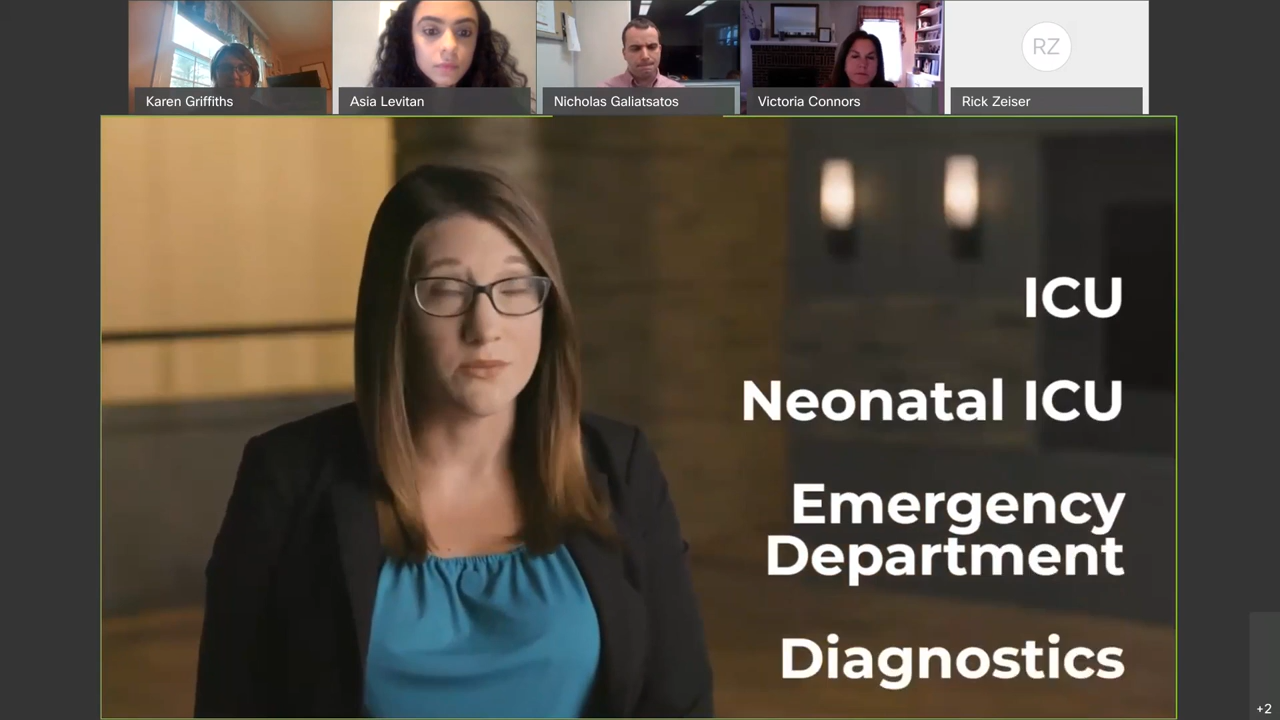 Karen Griffiths
Asia Levitan
Nicholas Galiatsatos
Victoria Connors
RZ
Rick Zeiser
ICU
Neonatal ICU
Emergency
Department
Diagnostics
+2